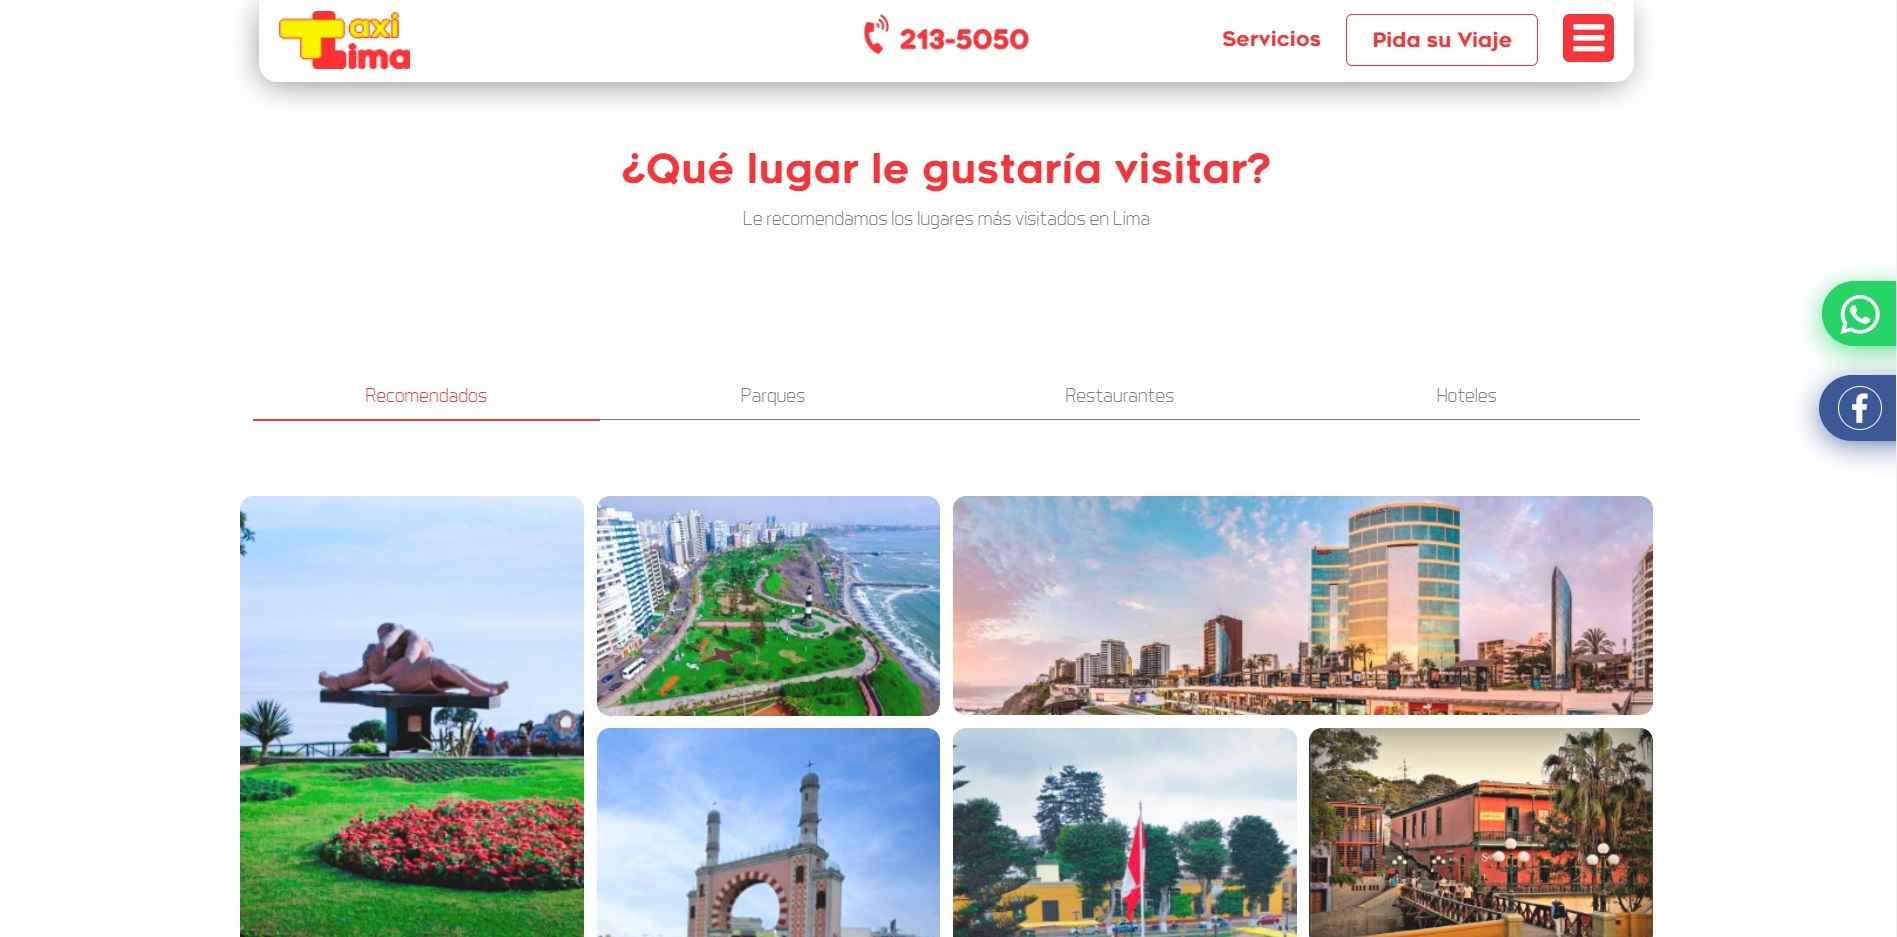 Taxi
Lima
213-5050
Servicios
Pida su Viaje
¿Qué lugar le gustaría visitar?
Le recomendamos los lugares más visitados en Lima
Recomendados
Parques
Restaurantes
Hoteles